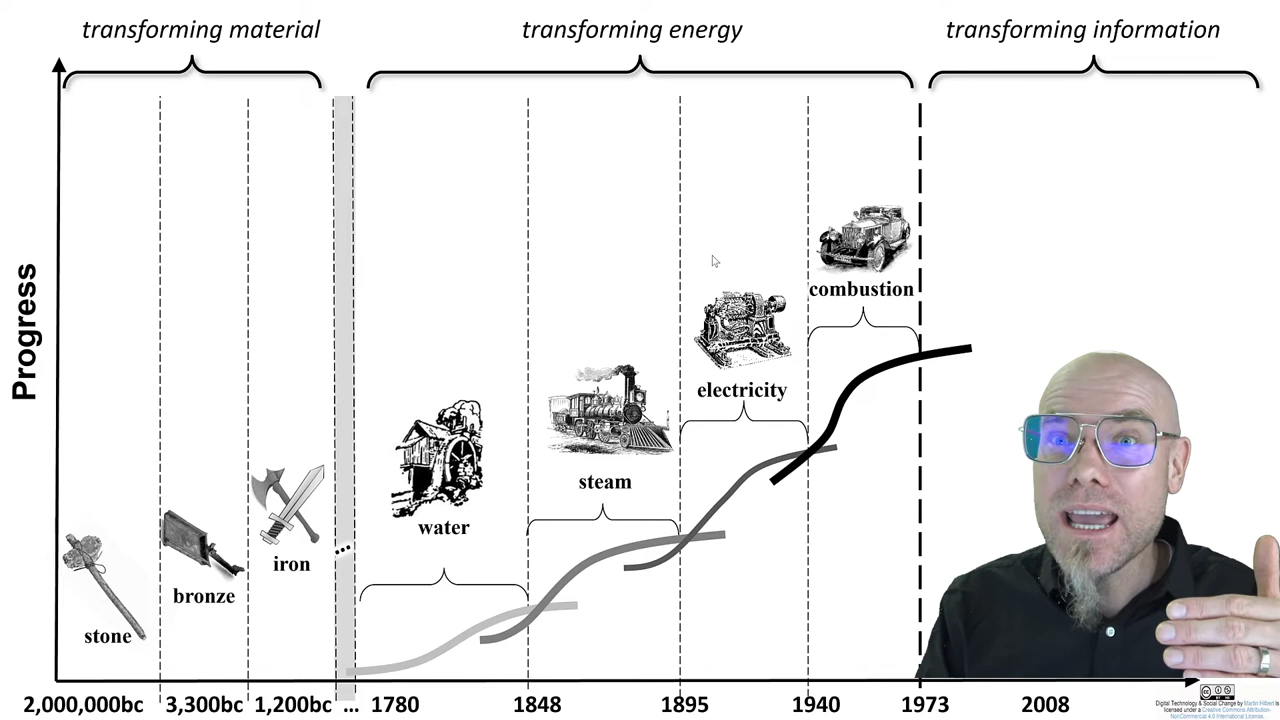 transforming material
transforming energy
transforming information
Progress
stone
bronze
iron
...
water
steam
electricity
combustion
2,000,000bc
3,300bc
1,200bc
...
1780
1848
1895
1940
1973
2008
Digital Technology & Social Change by Martin Hilbert is
licensed under a Creative Commons Attribution-
NonCommercial 4.0 International License.